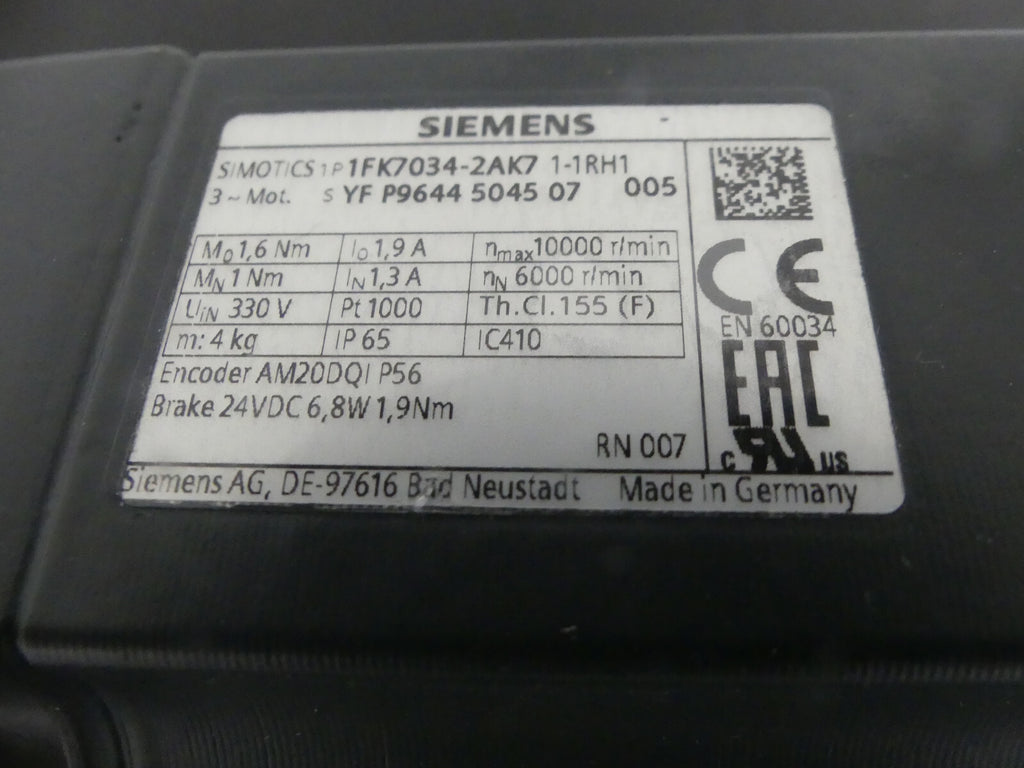 SIEMENS
SIMOTICS 1P 1FK7034-2AK7 1-1RH1
3 ~ Mot. S YF P9644 5045 07 005
M0 1,6 Nm I0 1,9 A nmax 10000 r/min
MN 1 Nm IN 1,3 A nN 6000 r/min
UiN 330 V Pt 1000 Th.Cl.155 (F)
m: 4 kg IP 65 IC410
Encoder AM20DQI P56
Brake 24VDC 6,8W 1,9Nm
RN 007
CE
EN 60034
EAC
c RU US
Siemens AG, DE-97616 Bad Neustadt Made in Germany